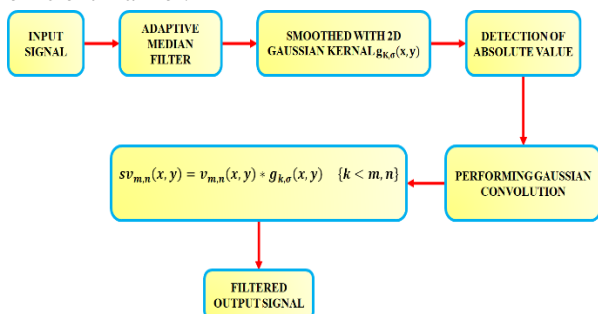 INPUT
SIGNAL
ADAPTIVE
MEDIAN
FILTER
SMOOTHED WITH 2D
GAUSSIAN KERNAL g_{K,σ}(x, y)
DETECTION OF
ABSOLUTE VALUE
PERFORMING GAUSSIAN
CONVOLUTION
sv_{m,n}(x, y) = v_{m,n}(x, y) * g_{k,σ}(x, y) {k < m, n}
FILTERED
OUTPUT SIGNAL